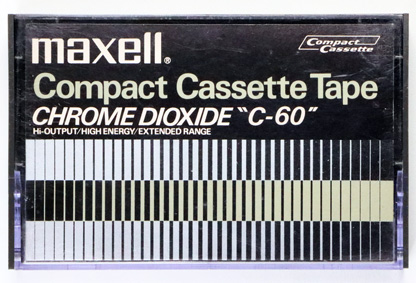 maxell®
Compact Cassette
Compact Cassette Tape
CHROME DIOXIDE "C-60"
Hi-OUTPUT/HIGH ENERGY/EXTENDED RANGE